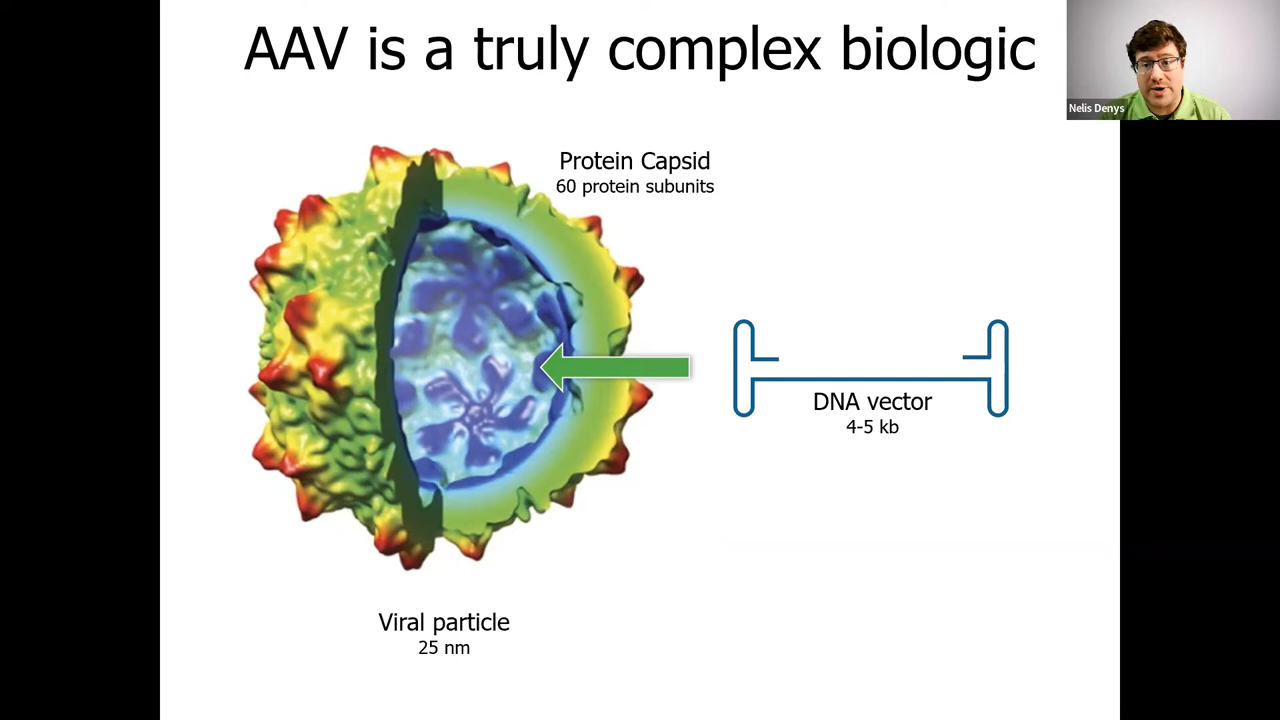 AAV is a truly complex biologic
Nelis Denys
Protein Capsid
60 protein subunits
DNA vector
4-5 kb
Viral particle
25 nm